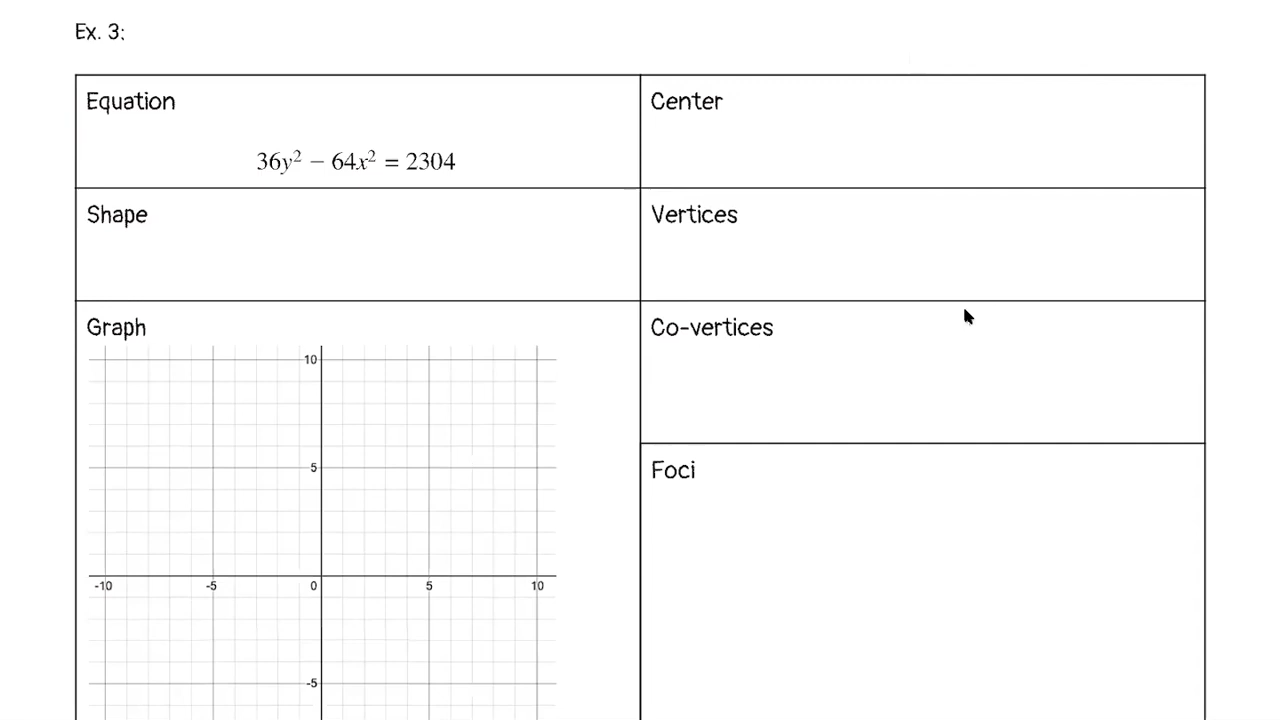 Ex. 3:
Equation
36y² − 64x² = 2304
Center
Shape
Vertices
Graph
Co-vertices
Foci
10
5
-10 -5 0 5 10
-5